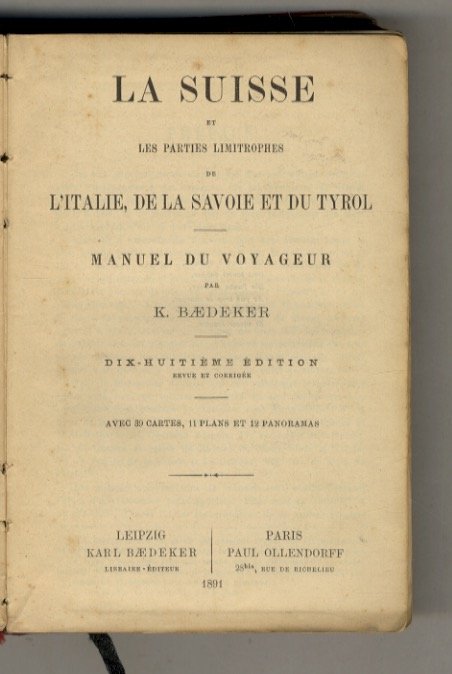 LA SUISSE
ET
LES PARTIES LIMITROPHES
DE
L'ITALIE, DE LA SAVOIE ET DU TYROL
MANUEL DU VOYAGEUR
PAR
K. BÆDEKER
DIX-HUITIÈME ÉDITION
REVUE ET CORRIGÉE
AVEC 39 CARTES, 11 PLANS ET 12 PANORAMAS
LEIPZIG
KARL BÆDEKER
LIBRAIRE-ÉDITEUR
PARIS
PAUL OLLENDORFF
28bis, RUE DE RICHELIEU
1891